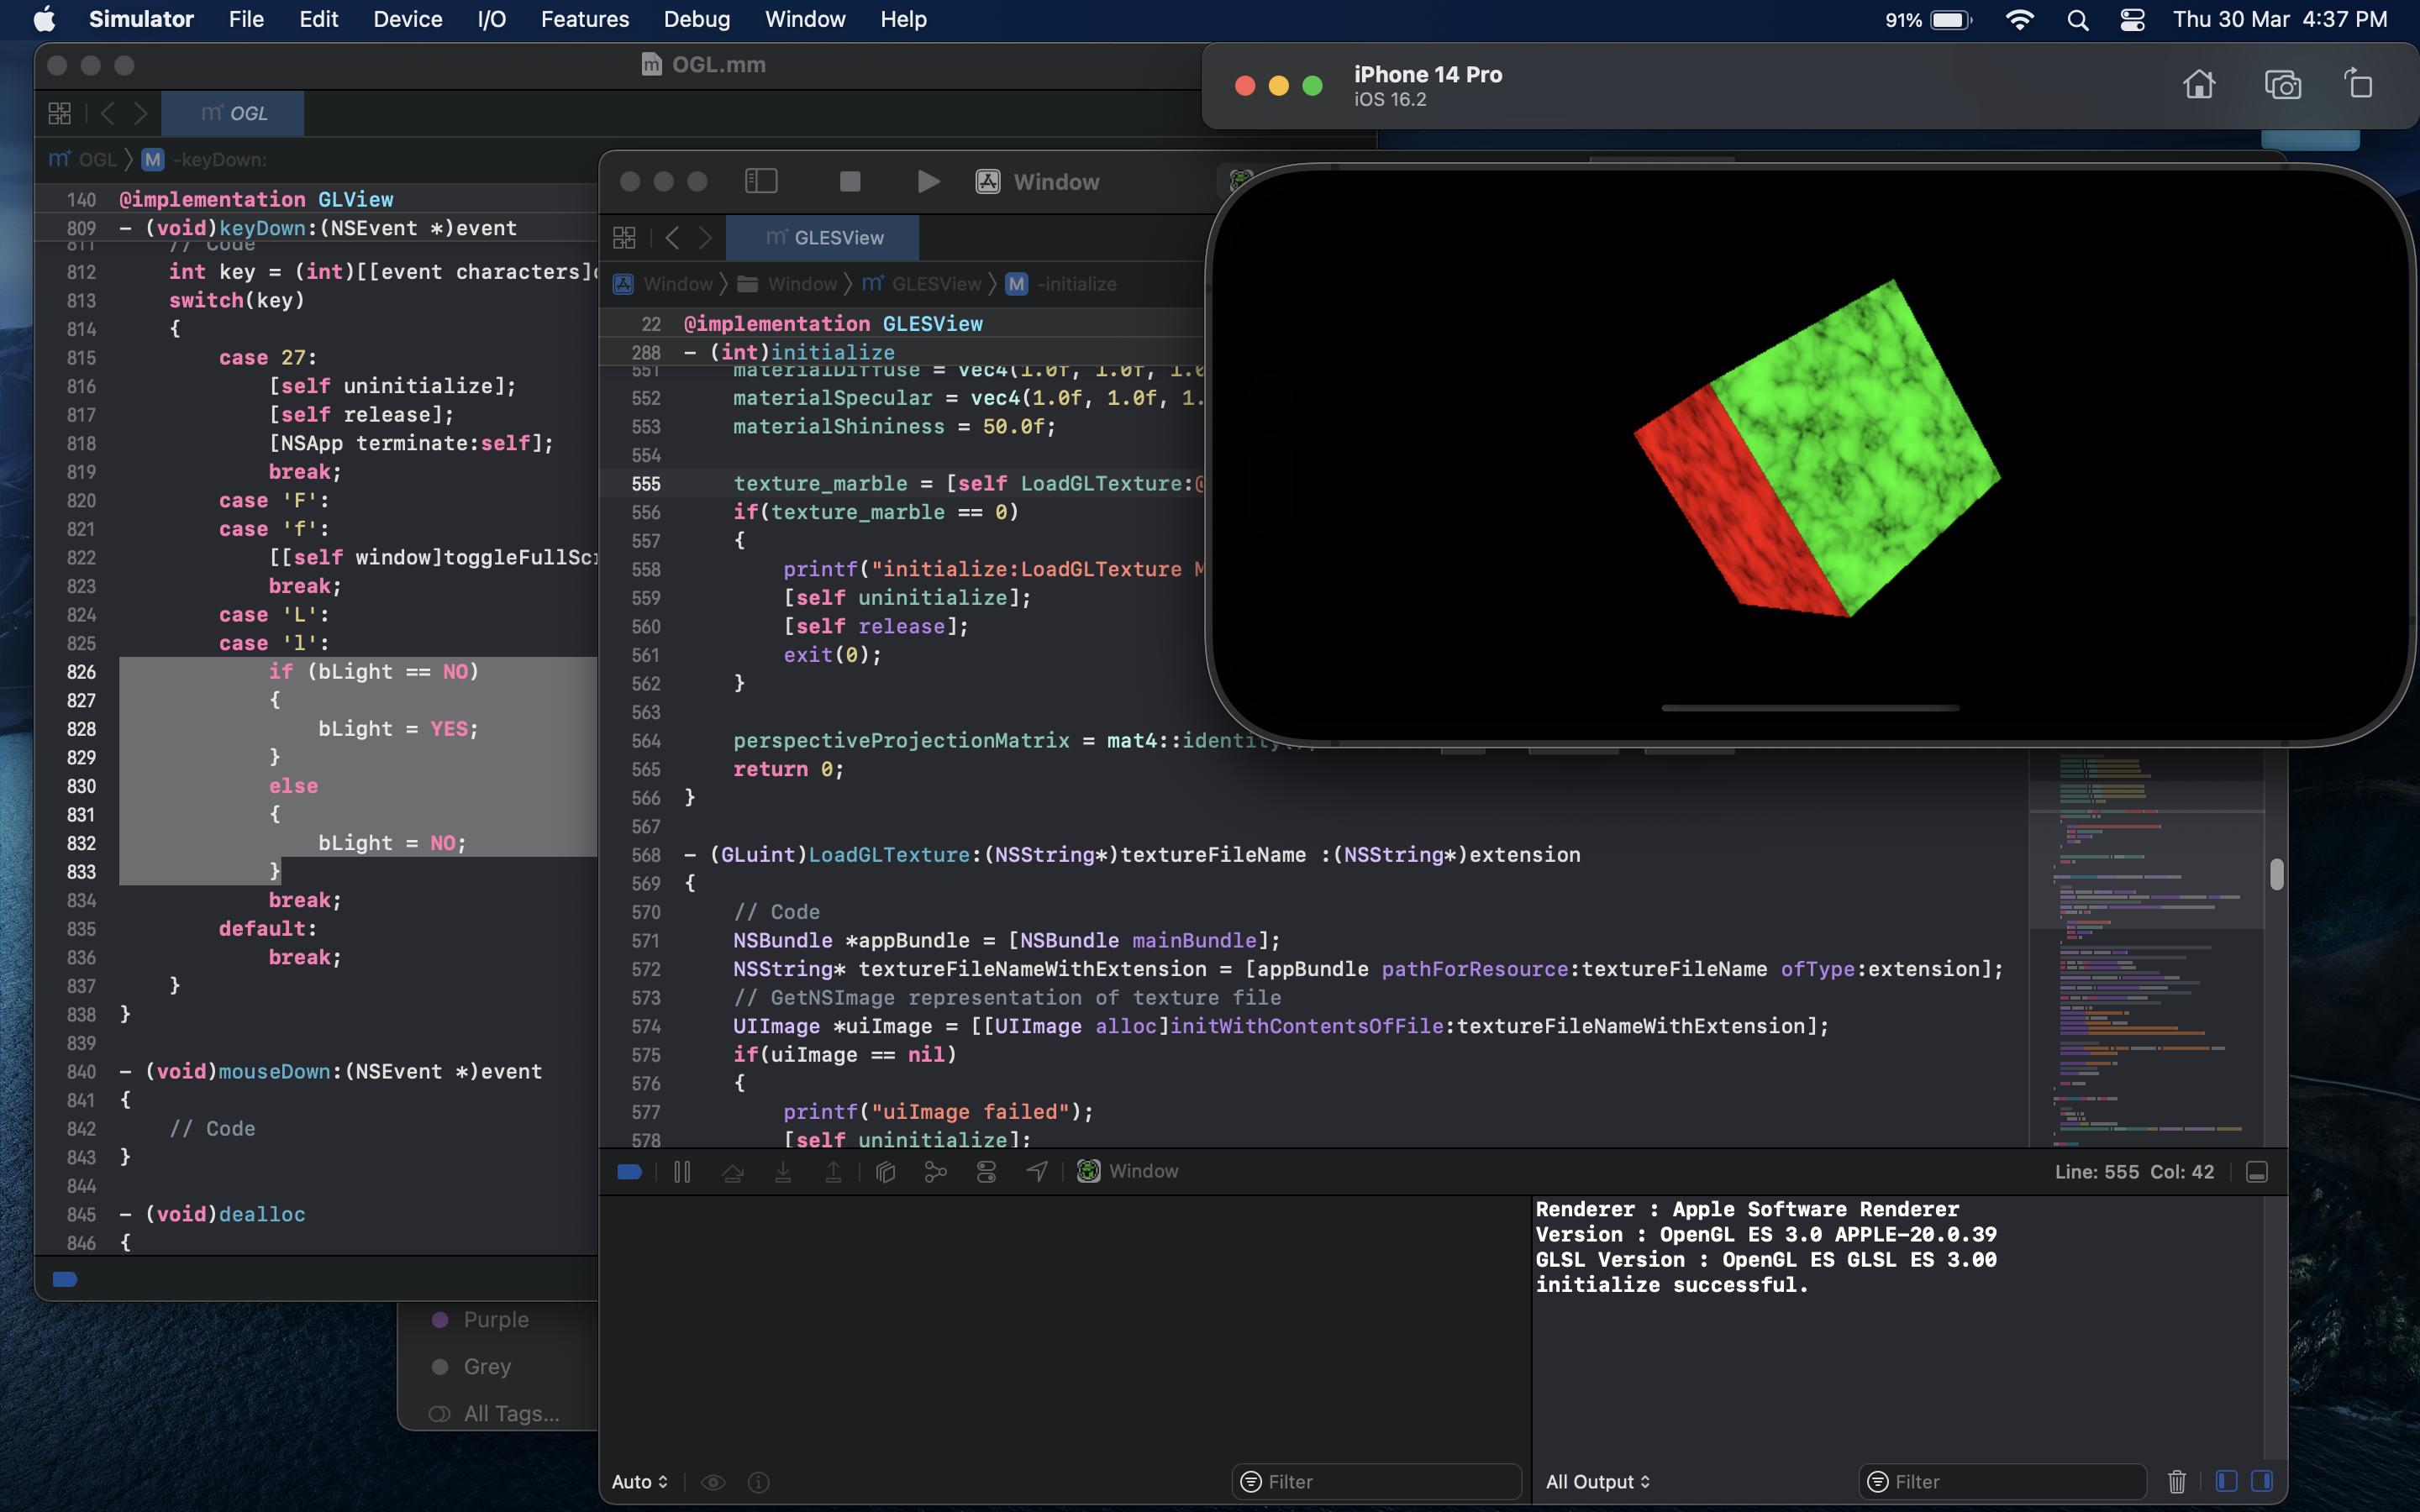 Simulator File Edit Device I/O Features Debug Window Help 91% Thu 30 Mar 4:37 PM
OGL.mm
OGL
OGL M -keyDown:
140 @implementation GLView
809 - (void)keyDown:(NSEvent *)event
811 // Code
812 int key = (int)[[event characters]
813 switch(key)
814 {
815 case 27:
816 [self uninitialize];
817 [self release];
818 [NSApp terminate:self];
819 break;
820 case 'F':
821 case 'f':
822 [[self window]toggleFullSc
823 break;
824 case 'L':
825 case 'l':
826 if (bLight == NO)
827 {
828 bLight = YES;
829 }
830 else
831 {
832 bLight = NO;
833 }
834 break;
835 default:
836 break;
837 }
838 }
839
840 - (void)mouseDown:(NSEvent *)event
841 {
842 // Code
843 }
844
845 - (void)dealloc
846 {
Purple
Grey
All Tags...
iPhone 14 Pro
iOS 16.2
Window
GLESView
Window Window GLESView M -initialize
22 @implementation GLESView
288 - (int)initialize
551 materialDiffuse = vec4(1.0f, 1.0f, 1.0
552 materialSpecular = vec4(1.0f, 1.0f, 1.
553 materialShininess = 50.0f;
554
555 texture_marble = [self LoadGLTexture:@
556 if(texture_marble == 0)
557 {
558 printf("initialize:LoadGLTexture M
559 [self uninitialize];
560 [self release];
561 exit(0);
562 }
563
564 perspectiveProjectionMatrix = mat4::identity();
565 return 0;
566 }
567
568 - (GLuint)LoadGLTexture:(NSString*)textureFileName :(NSString*)extension
569 {
570 // Code
571 NSBundle *appBundle = [NSBundle mainBundle];
572 NSString* textureFileNameWithExtension = [appBundle pathForResource:textureFileName ofType:extension];
573 // GetNSImage representation of texture file
574 UIImage *uiImage = [[UIImage alloc]initWithContentsOfFile:textureFileNameWithExtension];
575 if(uiImage == nil)
576 {
577 printf("uiImage failed");
578 [self uninitialize];
Window
Line: 555 Col: 42
Renderer : Apple Software Renderer
Version : OpenGL ES 3.0 APPLE-20.0.39
GLSL Version : OpenGL ES GLSL ES 3.00
initialize successful.
Auto Filter All Output Filter